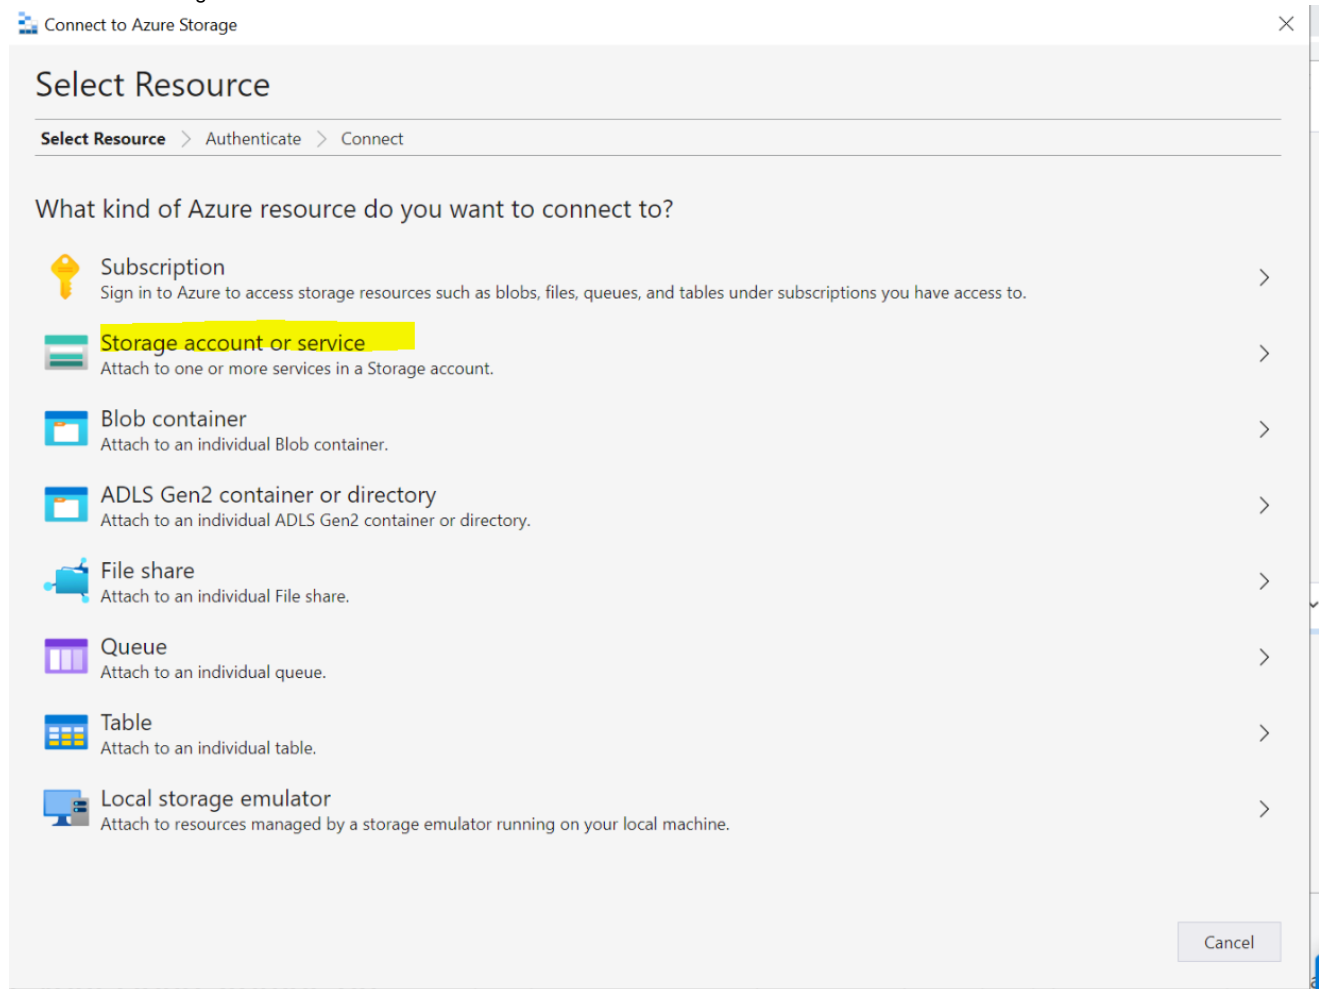 Connect to Azure Storage
Select Resource
Select Resource > Authenticate > Connect
What kind of Azure resource do you want to connect to?
Subscription
Sign in to Azure to access storage resources such as blobs, files, queues, and tables under subscriptions you have access to.
Storage account or service
Attach to one or more services in a Storage account.
Blob container
Attach to an individual Blob container.
ADLS Gen2 container or directory
Attach to an individual ADLS Gen2 container or directory.
File share
Attach to an individual File share.
Queue
Attach to an individual queue.
Table
Attach to an individual table.
Local storage emulator
Attach to resources managed by a storage emulator running on your local machine.
Cancel